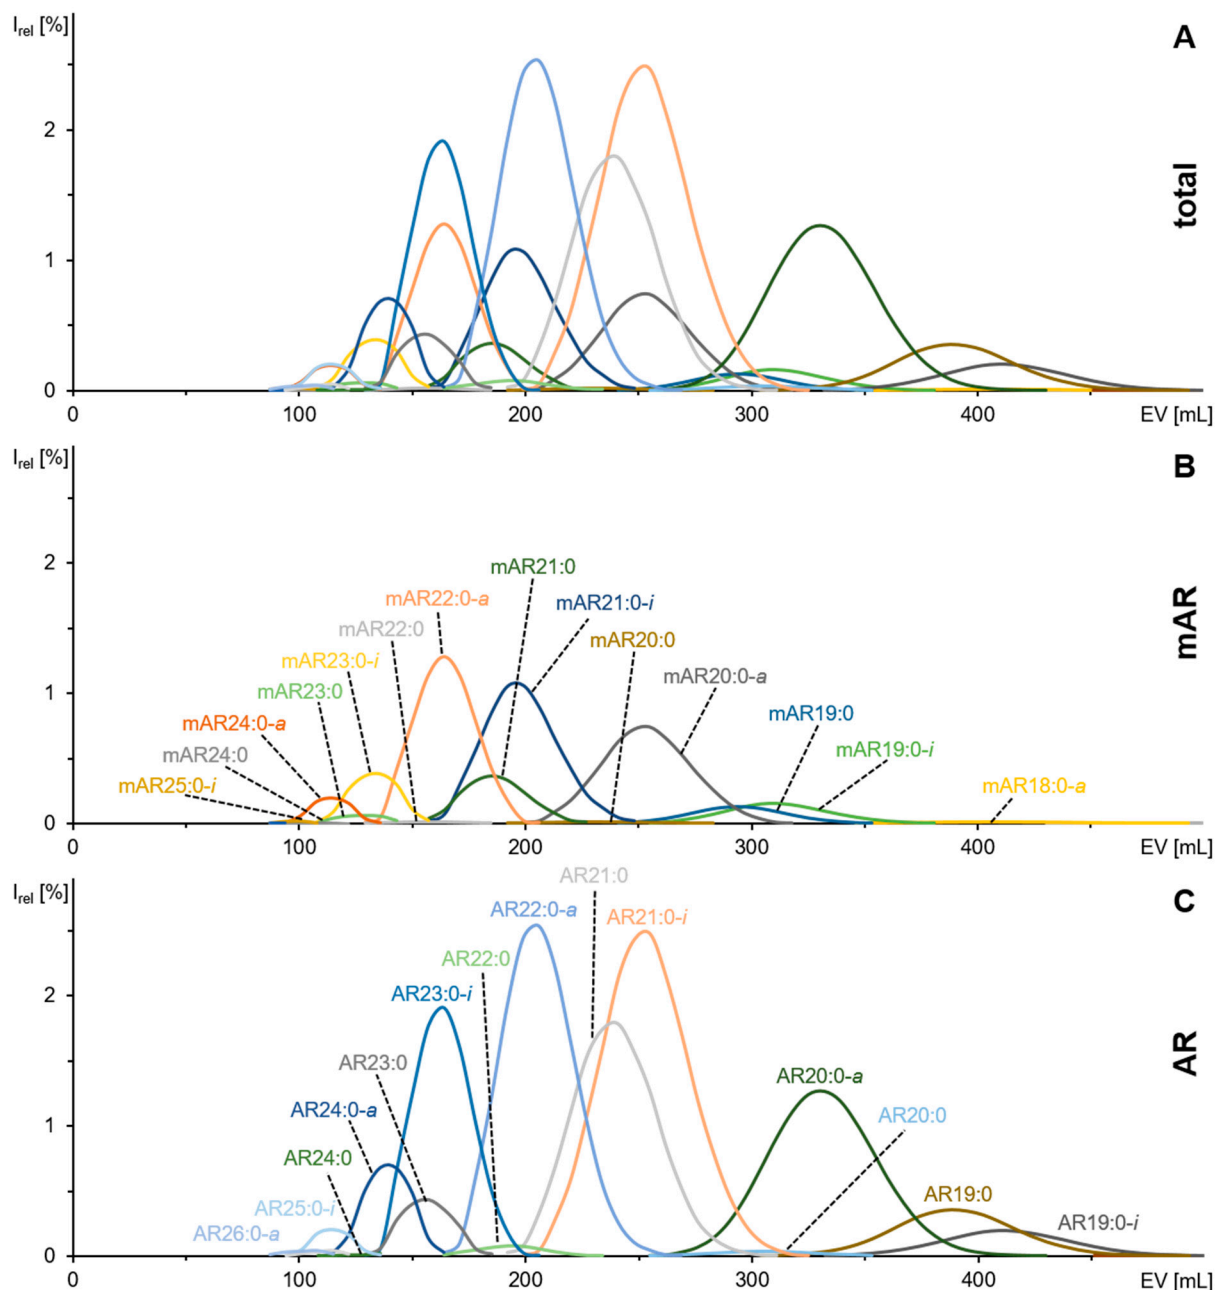 I_rel [%]
A
2
total
1
0
0
100
200
300
400
EV [mL]
I_rel [%]
B
2
mAR21:0
mAR22:0-a
mAR21:0-i
mAR22:0
mAR20:0
mAR
mAR23:0-i
mAR20:0-a
mAR23:0
1
mAR24:0-a
mAR19:0
mAR24:0
mAR19:0-i
mAR25:0-i
mAR18:0-a
0
0
100
200
300
400
EV [mL]
AR21:0
I_rel [%]
C
AR22:0-a
AR21:0-i
AR22:0
2
AR23:0-i
AR
AR23:0
AR20:0-a
1
AR24:0-a
AR20:0
AR24:0
AR19:0
AR25:0-i
AR19:0-i
AR26:0-a
0
0
100
200
300
400
EV [mL]